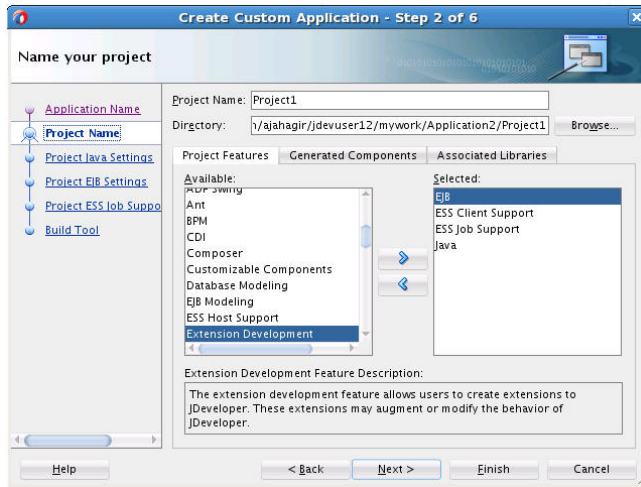 Create Custom Application - Step 2 of 6
Name your project
Application Name
Project Name
Project Java Settings
Project EJB Settings
Project ESS Job Suppo
Build Tool
Project Name: Project1
Directory: n/ajahagir/jdevuser12/mywork/Application2/Project1 Browse...
Project Features Generated Components Associated Libraries
Available:
ADF Swing
Ant
BPM
CDI
Composer
Customizable Components
Database Modeling
EJB Modeling
ESS Host Support
Extension Development
Selected:
EJB
ESS Client Support
ESS Job Support
Java
Extension Development Feature Description:
The extension development feature allows users to create extensions to
JDeveloper. These extensions may augment or modify the behavior of
JDeveloper.
Help < Back Next > Finish Cancel